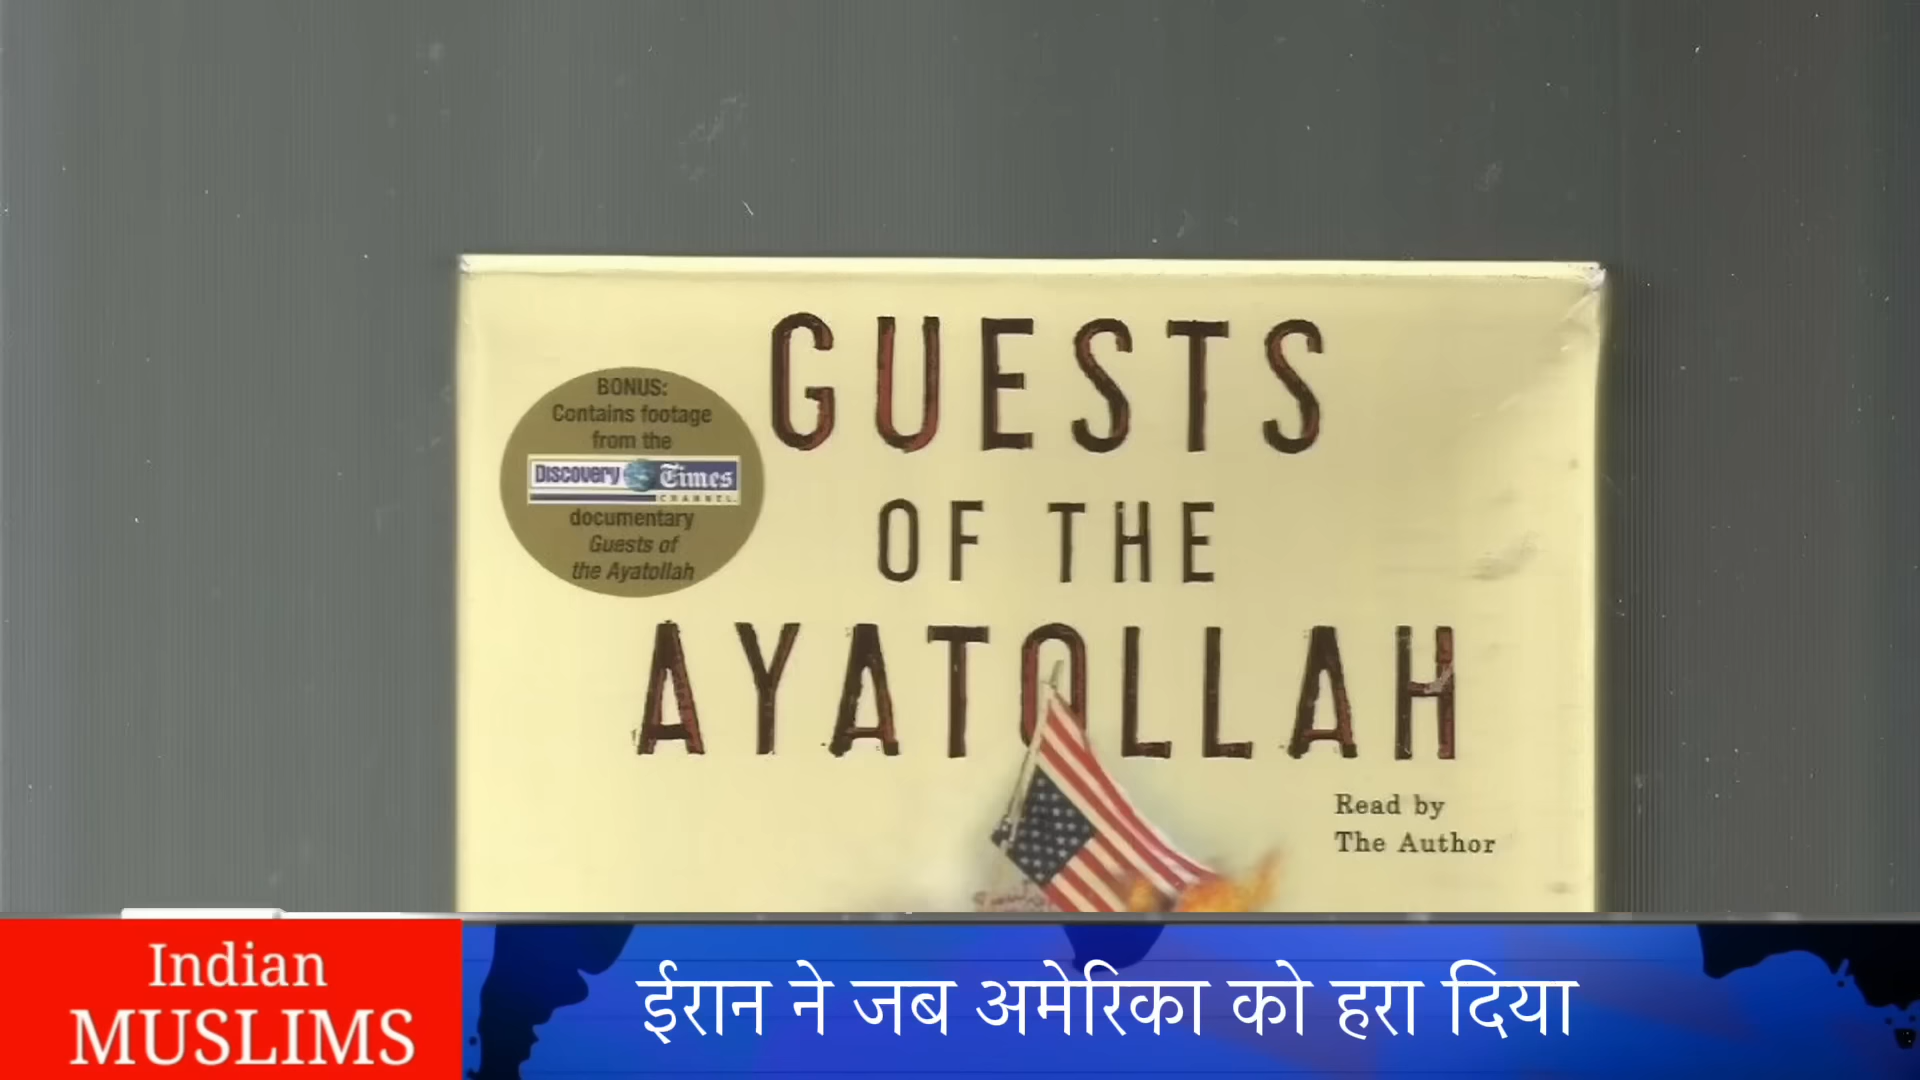 GUESTS
OF THE
AYATOLLAH
BONUS:
Contains footage
from the
Discovery Times
CHANNEL
documentary
Guests of
the Ayatollah
Read by
The Author
Indian
MUSLIMS
ईरान ने जब अमेरिका को हरा दिया